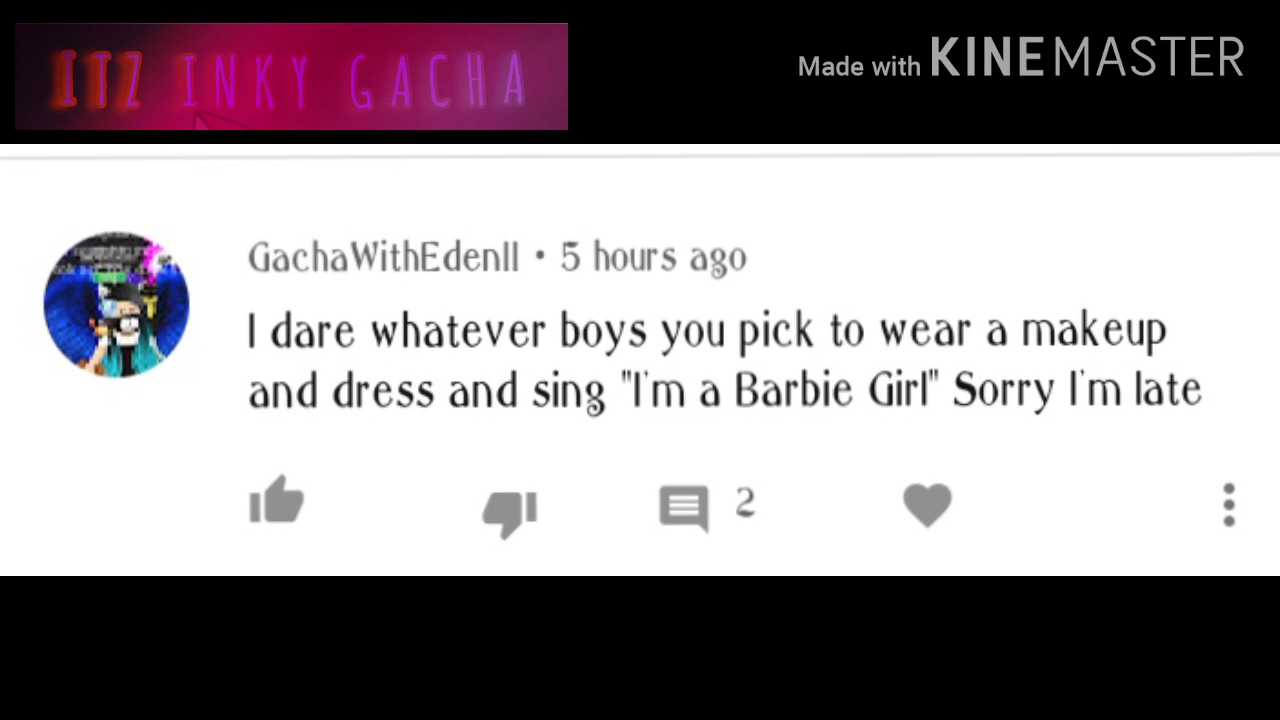 ITZ INKY GACHA
Made with KINEMASTER
GachaWithEdenII • 5 hours ago
I dare whatever boys you pick to wear a makeup
and dress and sing "I'm a Barbie Girl" Sorry I'm late
2